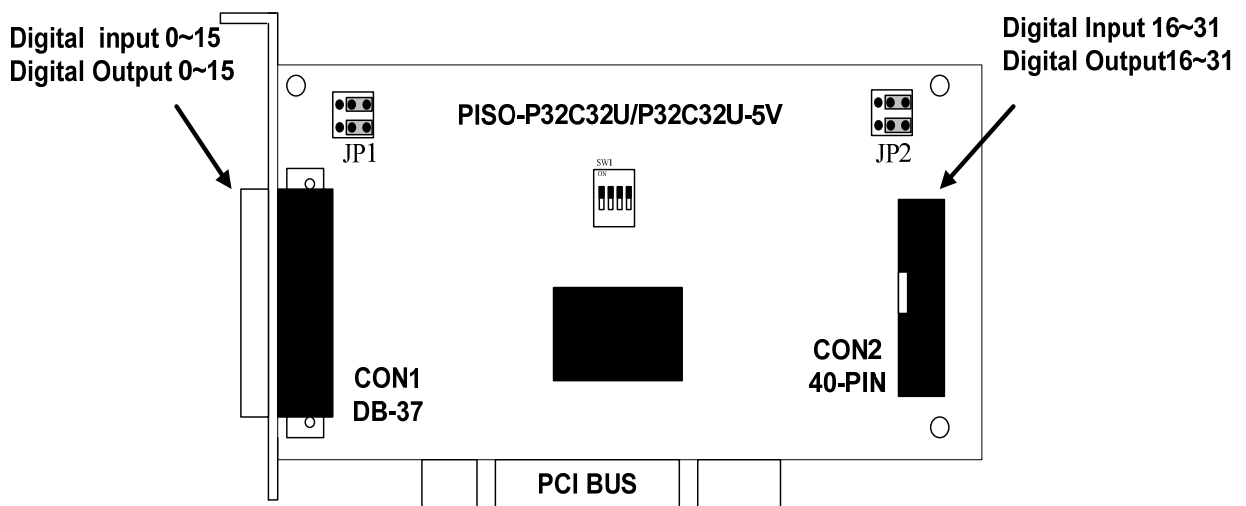 Digital input 0~15
Digital Output 0~15
Digital Input 16~31
Digital Output16~31
PISO-P32C32U/P32C32U-5V
JP1
JP2
SW1
ON
CON1
DB-37
CON2
40-PIN
PCI BUS